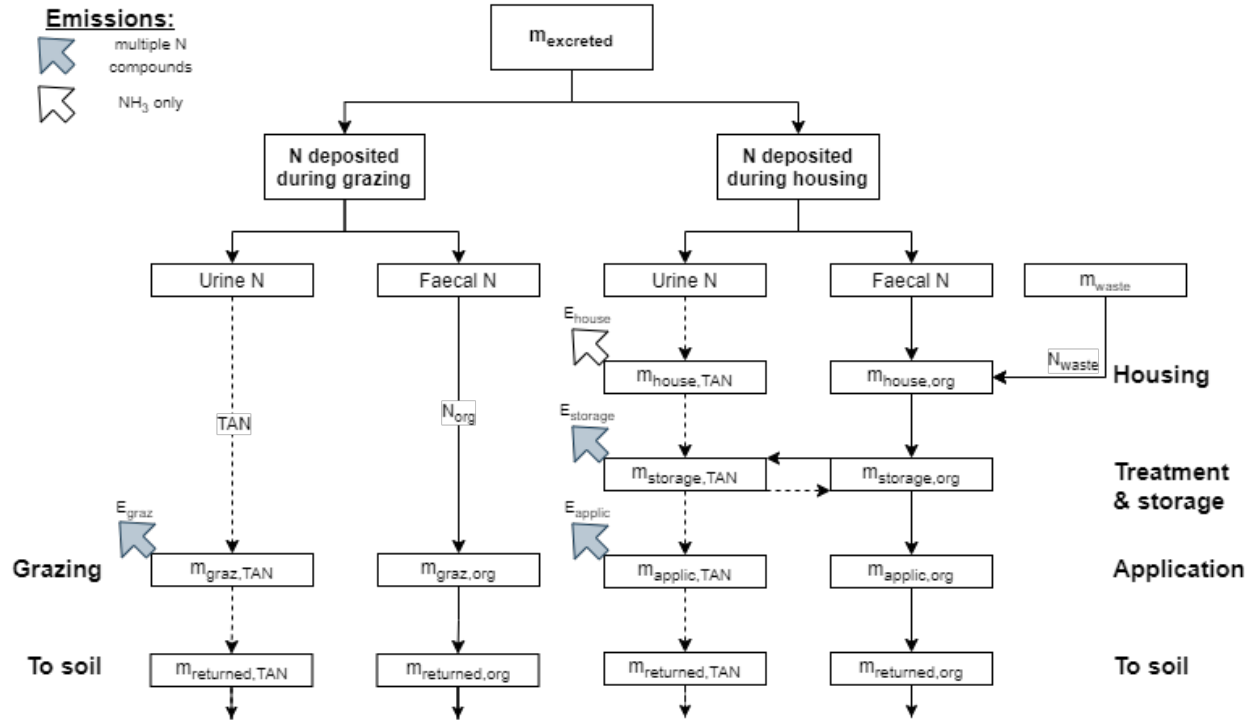 Emissions:
multiple N
compounds
NH3 only
mexcreted
N deposited
during grazing
N deposited
during housing
Urine N
Faecal N
Urine N
Faecal N
mwaste
Ehouse
Nwaste
mhouse,TAN
mhouse,org
Housing
TAN
Norg
Estorage
mstorage,TAN
mstorage,org
Treatment
& storage
Egraz
Eapplic
Grazing
mgraz,TAN
mgraz,org
mapplic,TAN
mapplic,org
Application
To soil
mreturned,TAN
mreturned,org
mreturned,TAN
mreturned,org
To soil